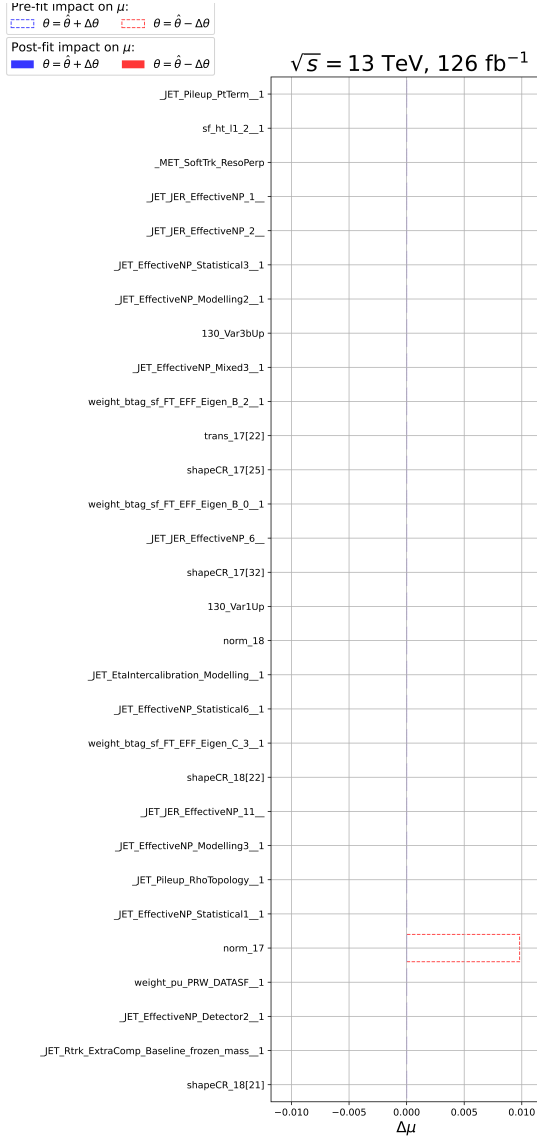 Pre-fit impact on μ:
θ = θ̂ + Δθ θ = θ̂ − Δθ
Post-fit impact on μ:
θ = θ̂ + Δθ θ = θ̂ − Δθ
√s = 13 TeV, 126 fb⁻¹
_JET_Pileup_PtTerm__1
sf_ht_l1_2__1
_MET_SoftTrk_ResoPerp
_JET_JER_EffectiveNP_1__
_JET_JER_EffectiveNP_2__
_JET_EffectiveNP_Statistical3__1
_JET_EffectiveNP_Modelling2__1
130_Var3bUp
_JET_EffectiveNP_Mixed3__1
weight_btag_sf_FT_EFF_Eigen_B_2__1
trans_17[22]
shapeCR_17[25]
weight_btag_sf_FT_EFF_Eigen_B_0__1
_JET_JER_EffectiveNP_6__
shapeCR_17[32]
130_Var1Up
norm_18
_JET_EtaIntercalibration_Modelling__1
_JET_EffectiveNP_Statistical6__1
weight_btag_sf_FT_EFF_Eigen_C_3__1
shapeCR_18[22]
_JET_JER_EffectiveNP_11__
_JET_EffectiveNP_Modelling3__1
_JET_Pileup_RhoTopology__1
_JET_EffectiveNP_Statistical1__1
norm_17
weight_pu_PRW_DATASF__1
_JET_EffectiveNP_Detector2__1
_JET_Rtrk_ExtraComp_Baseline_frozen_mass__1
shapeCR_18[21]
−0.010 −0.005 0.000 0.005 0.010
Δμ